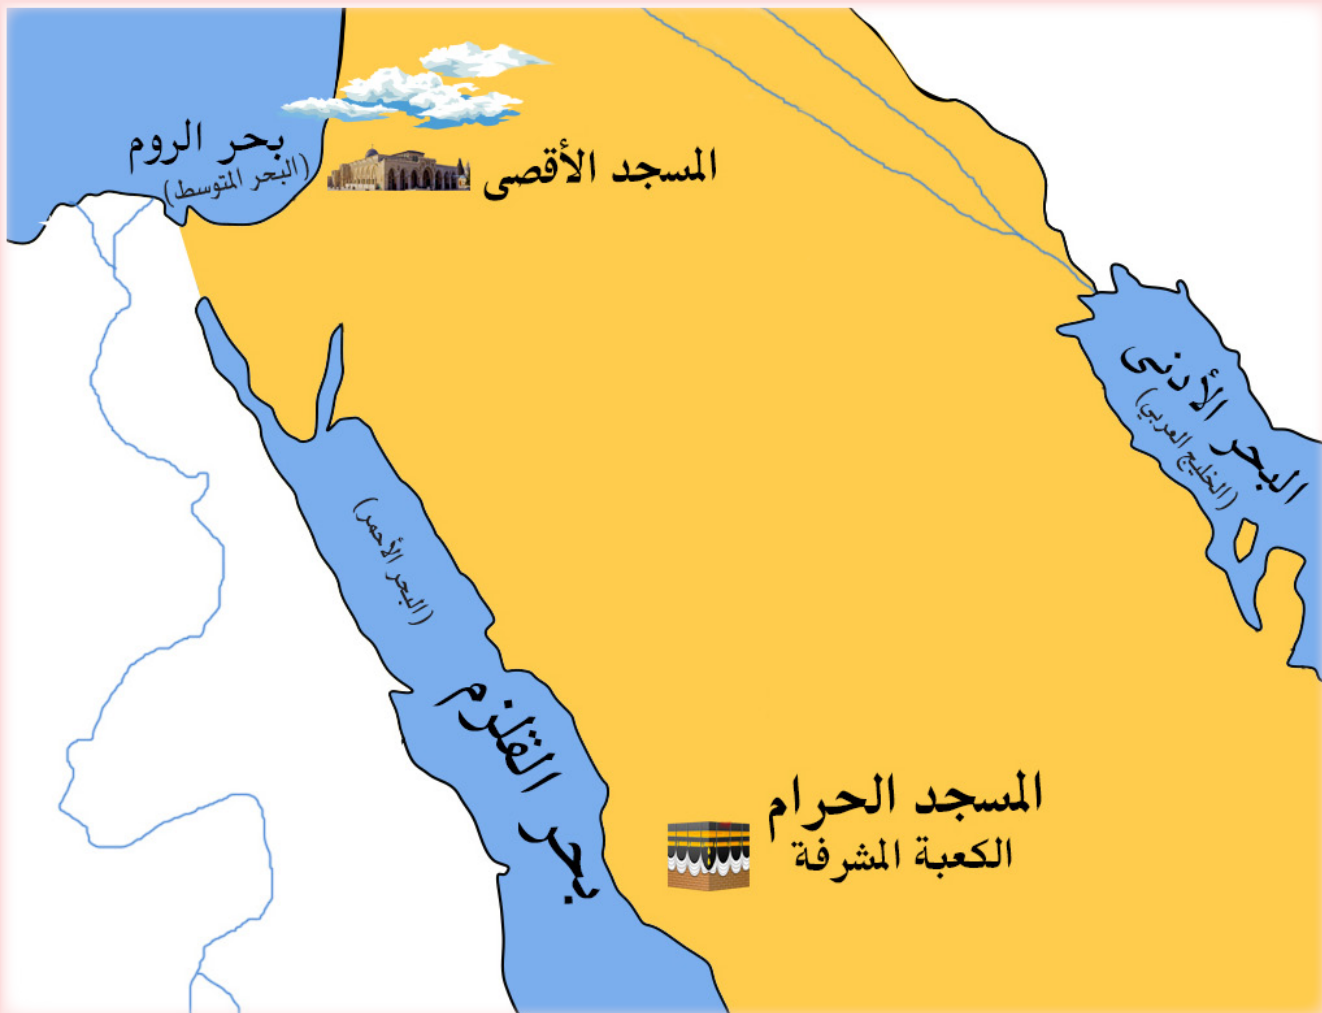 بحر الروم
(البحر المتوسط)
المسجد الأقصى
البحر الأدنى
(الخليج العربي)
(البحر الأحمر)
بحر القلزم
المسجد الحرام
الكعبة المشرفة